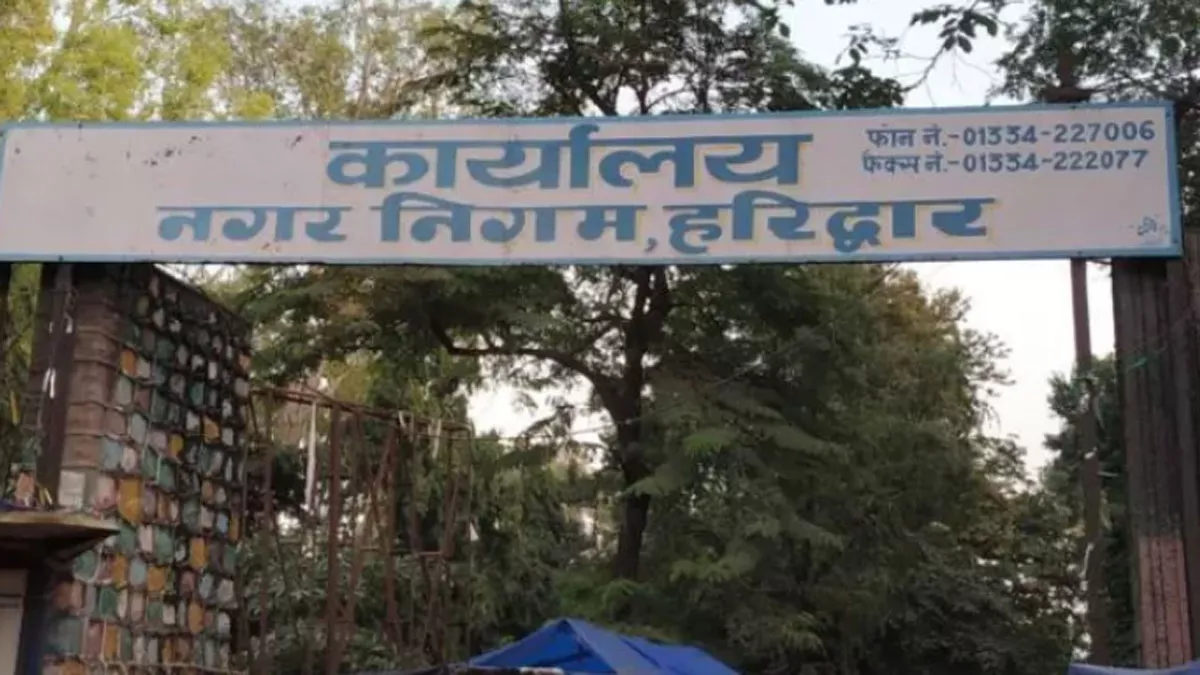 कार्यालय
नगर निगम, हरिद्वार
फोन नं.-01334-227006
फैक्स नं.-01334-222077